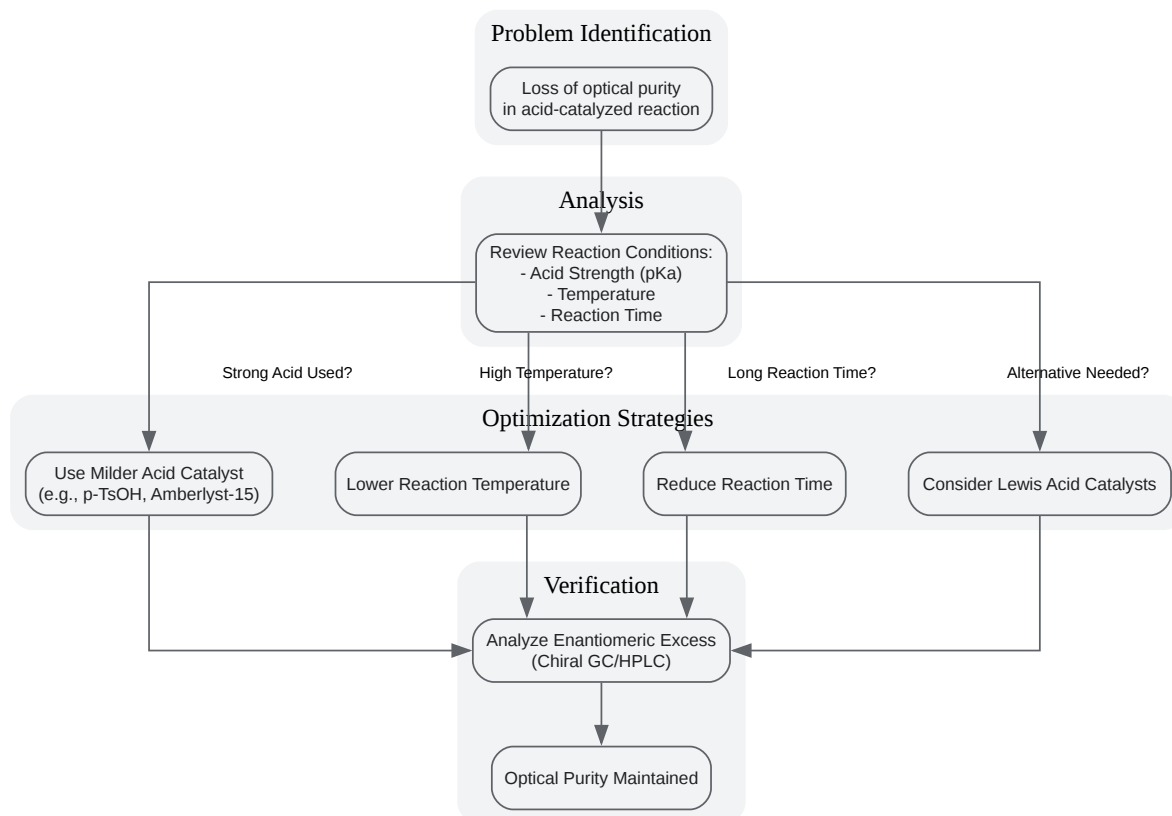 Problem Identification
Loss of optical purity
in acid-catalyzed reaction
Analysis
Review Reaction Conditions:
- Acid Strength (pKa)
- Temperature
- Reaction Time
Strong Acid Used?
High Temperature?
Long Reaction Time?
Alternative Needed?
Optimization Strategies
Use Milder Acid Catalyst
(e.g., p-TsOH, Amberlyst-15)
Lower Reaction Temperature
Reduce Reaction Time
Consider Lewis Acid Catalysts
Verification
Analyze Enantiomeric Excess
(Chiral GC/HPLC)
Optical Purity Maintained